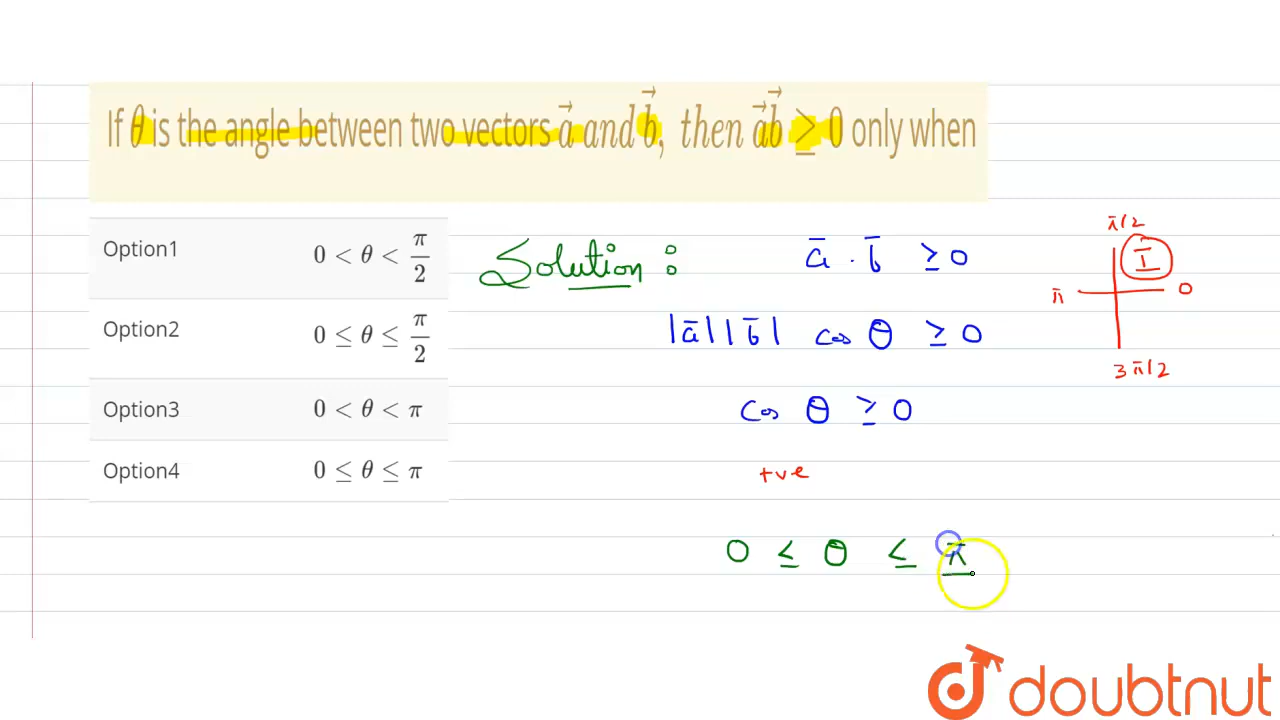 If θ is the angle between two vectors a⃗ and b⃗, then a⃗b⃗ ≥ 0 only when
Option1 0 < θ < π/2
Option2 0 ≤ θ ≤ π/2
Option3 0 < θ < π
Option4 0 ≤ θ ≤ π
Solution :
a̅ . b̅ ≥ 0
|a̅| |b̅| cos θ ≥ 0
cos θ ≥ 0
+ve
0 ≤ θ ≤ π
π/2
I
π 0
3π/2
doubtnut